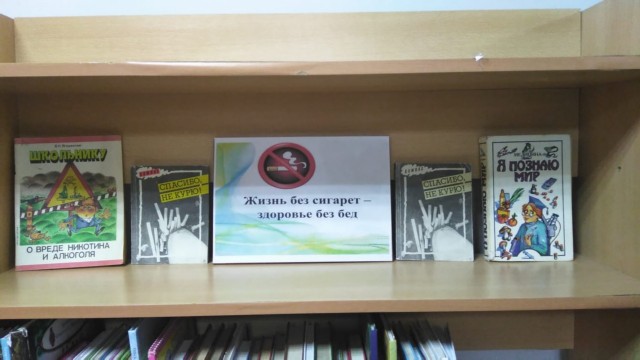 ШКОЛЬНИКУ
О ВРЕДЕ НИКОТИНА
И АЛКОГОЛЯ
СПАСИБО,
НЕ КУРЮ!
Жизнь без сигарет –
здоровье без бед
СПАСИБО,
НЕ КУРЮ!
Я ПОЗНАЮ
МИР